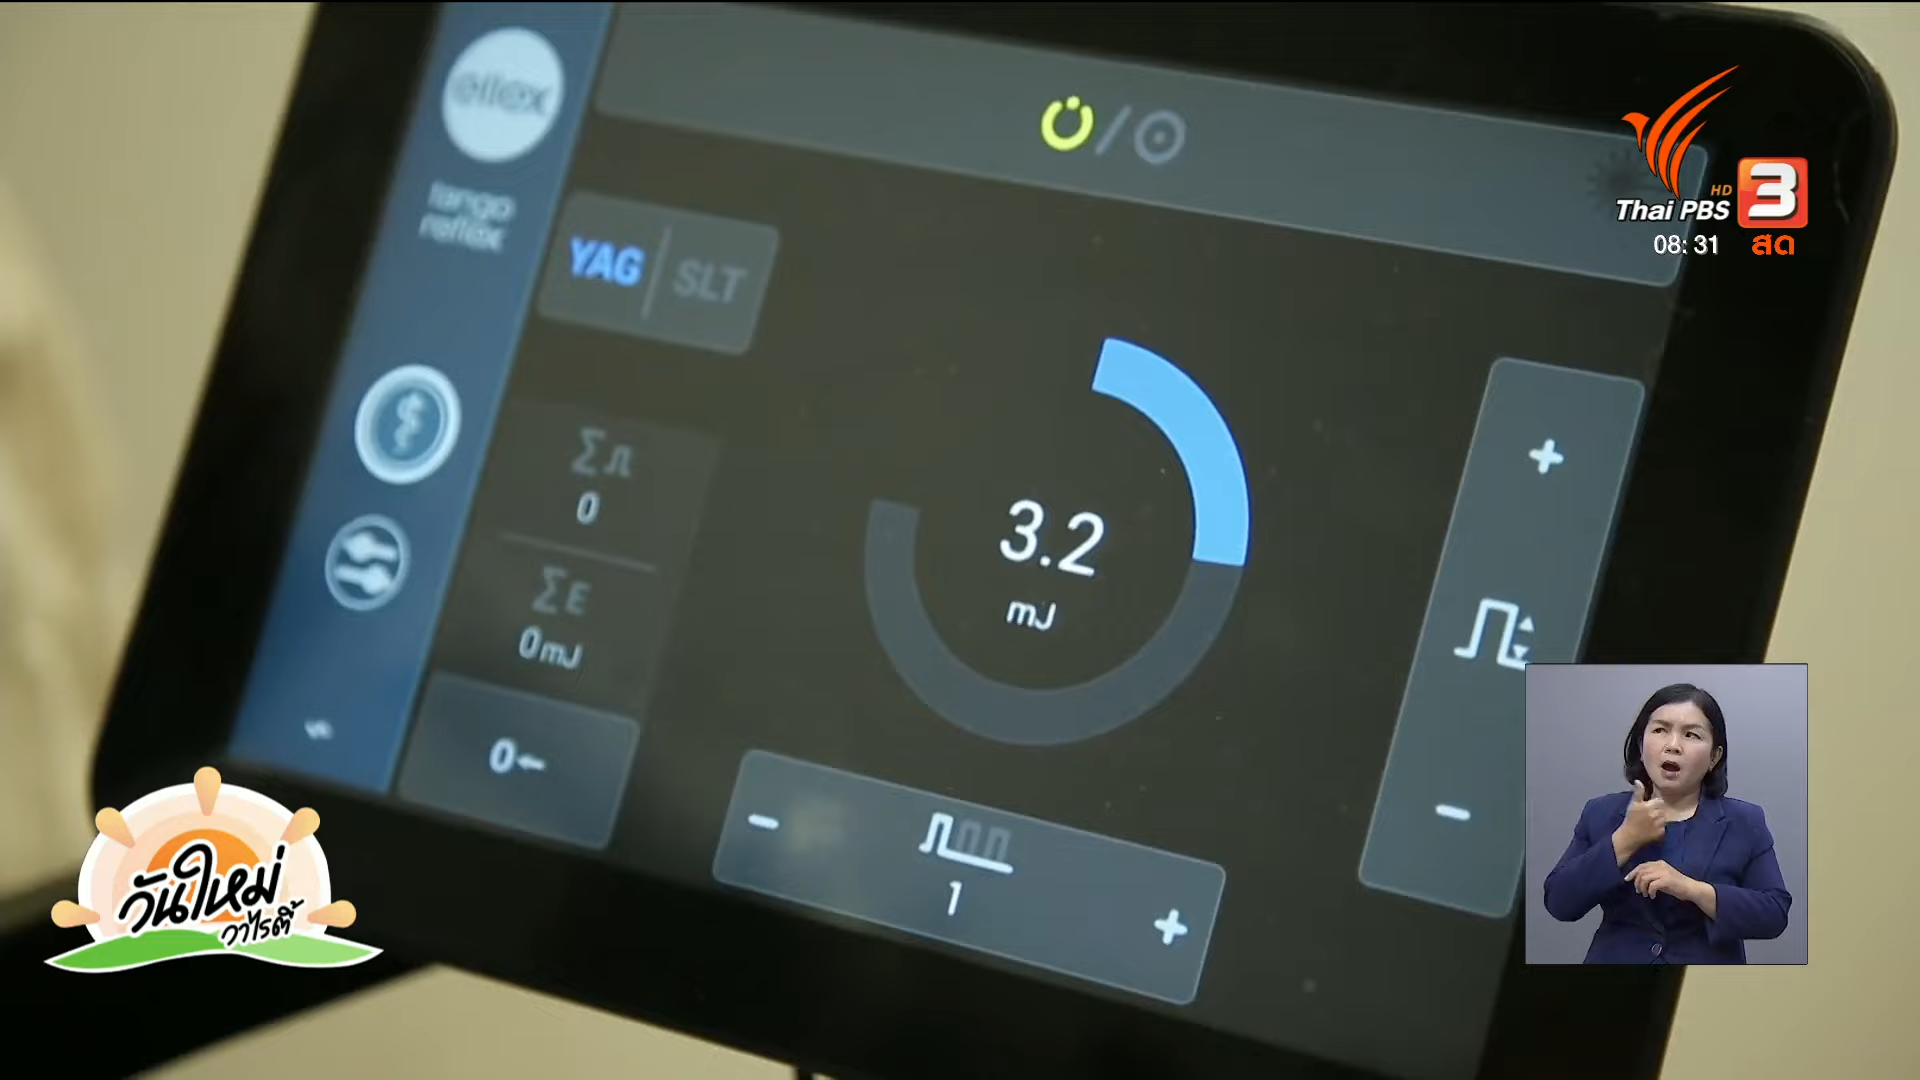 ellex
tango
reflex
YAG | SLT
Σ
0
ΣE
0mJ
0←
3.2
mJ
1
+
-
-
+
HD
Thai PBS 3
08:31 สด
วันใหม่
วาไรตี้